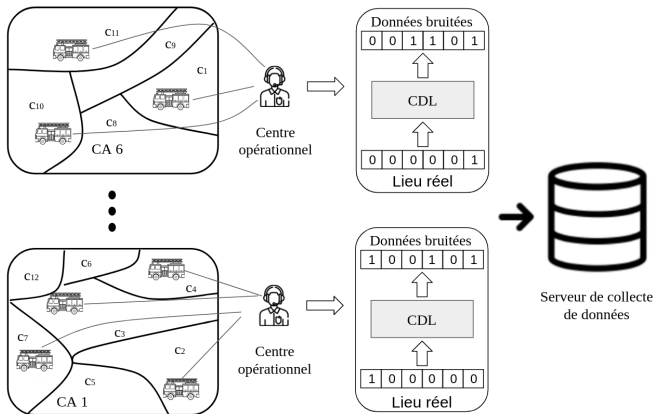 c11
c9
c1
c10
c8
CA 6
Centre
opérationnel
Données bruitées
0 0 1 1 0 1
CDL
0 0 0 0 0 1
Lieu réel
c6
c12
c4
c3
c7
c2
c5
CA 1
Centre
opérationnel
Données bruitées
1 0 0 1 0 1
CDL
1 0 0 0 0 0
Lieu réel
Serveur de collecte
de données